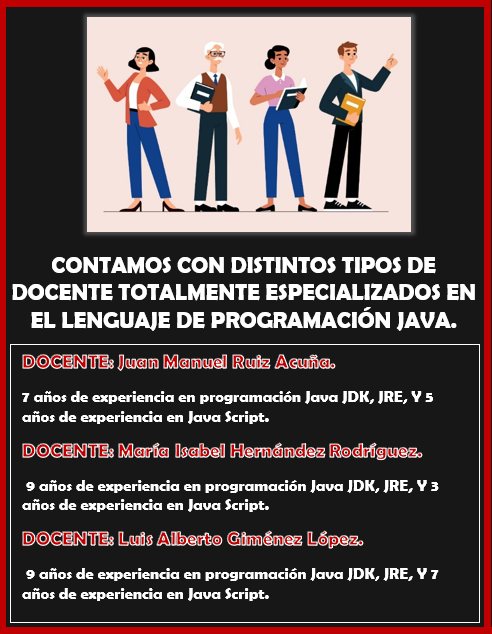 CONTAMOS CON DISTINTOS TIPOS DE
DOCENTE TOTALMENTE ESPECIALIZADOS EN
EL LENGUAJE DE PROGRAMACIÓN JAVA.
DOCENTE: Juan Manuel Ruiz Acuña.
7 años de experiencia en programación Java JDK, JRE, Y 5
años de experiencia en Java Script.
DOCENTE: María Isabel Hernández Rodríguez.
9 años de experiencia en programación Java JDK, JRE, Y 3
años de experiencia en Java Script.
DOCENTE: Luis Alberto Giménez López.
9 años de experiencia en programación Java JDK, JRE, Y 7
años de experiencia en Java Script.